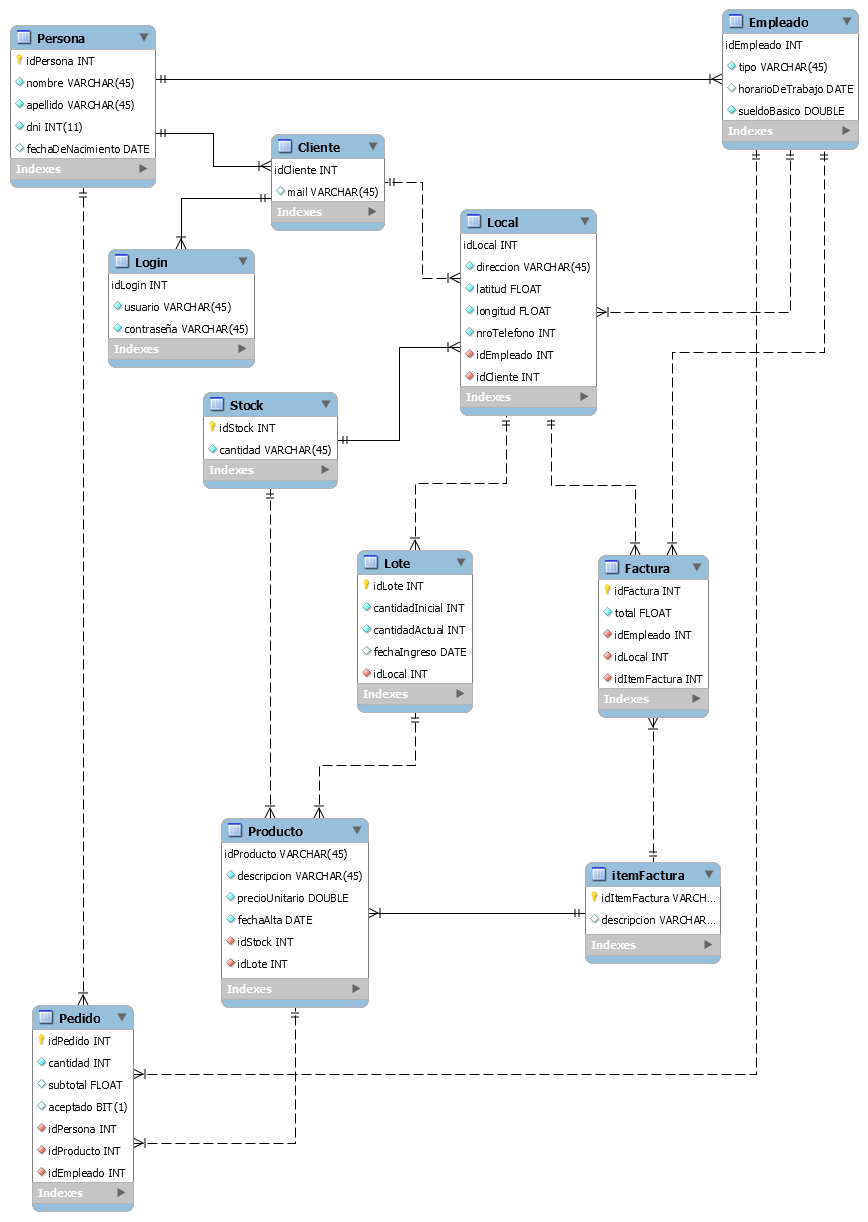 Persona
idPersona INT
nombre VARCHAR(45)
apellido VARCHAR(45)
dni INT(11)
fechaDeNacimiento DATE
Indexes
Empleado
idEmpleado INT
tipo VARCHAR(45)
horarioDeTrabajo DATE
sueldoBasico DOUBLE
Indexes
Cliente
idCliente INT
mail VARCHAR(45)
Indexes
Login
idLogin INT
usuario VARCHAR(45)
contraseña VARCHAR(45)
Indexes
Local
idLocal INT
direccion VARCHAR(45)
latitud FLOAT
longitud FLOAT
nroTelefono INT
idEmpleado INT
idCliente INT
Indexes
Stock
idStock INT
cantidad VARCHAR(45)
Indexes
Lote
idLote INT
cantidadInicial INT
cantidadActual INT
fechaIngreso DATE
idLocal INT
Indexes
Factura
idFactura INT
total FLOAT
idEmpleado INT
idLocal INT
idItemFactura INT
Indexes
Producto
idProducto VARCHAR(45)
descripcion VARCHAR(45)
precioUnitario DOUBLE
fechaAlta DATE
idStock INT
idLote INT
Indexes
itemFactura
idItemFactura VARCH...
descripcion VARCHAR...
Indexes
Pedido
idPedido INT
cantidad INT
subtotal FLOAT
aceptado BIT(1)
idPersona INT
idProducto INT
idEmpleado INT
Indexes